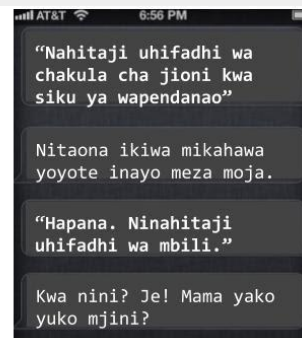 AT&T 6:56 PM
“Nahitaji uhifadhi wa
chakula cha jioni kwa
siku ya wapendanao”
Nitaona ikiwa mikahawa
yoyote inayo meza moja.
“Hapana. Ninahitaji
uhifadhi wa mbili.”
Kwa nini? Je! Mama yako
yuko mjini?